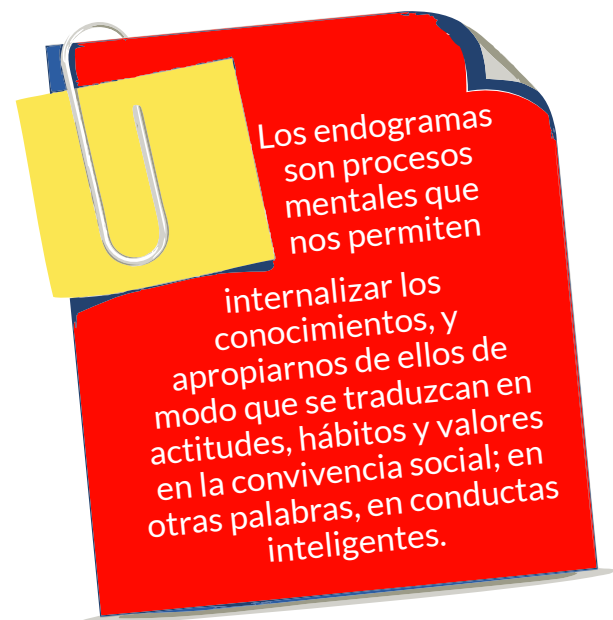 Los endogramas
son procesos
mentales que
nos permiten
internalizar los
conocimientos, y
apropiarnos de ellos de
modo que se traduzcan en
actitudes, hábitos y valores
en la convivencia social; en
otras palabras, en conductas
inteligentes.